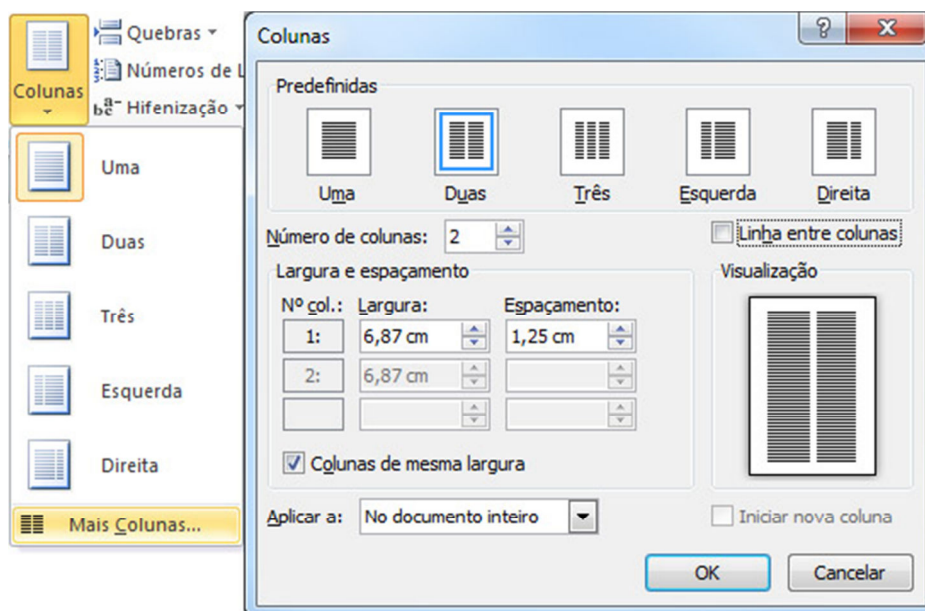 Colunas
Quebras
Números de L
Hifenização
Uma
Duas
Três
Esquerda
Direita
Mais Colunas...
Colunas
Predefinidas
Uma Duas Três Esquerda Direita
Número de colunas: 2 Linha entre colunas
Largura e espaçamento Visualização
Nº col.: Largura: Espaçamento:
1: 6,87 cm 1,25 cm
2: 6,87 cm
Colunas de mesma largura
Aplicar a: No documento inteiro Iniciar nova coluna
OK Cancelar